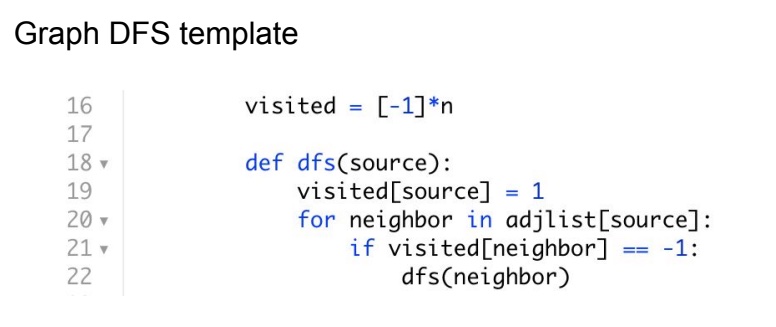 Graph DFS template
16 visited = [-1]*n
17
18 def dfs(source):
19 visited[source] = 1
20 for neighbor in adjlist[source]:
21 if visited[neighbor] == -1:
22 dfs(neighbor)